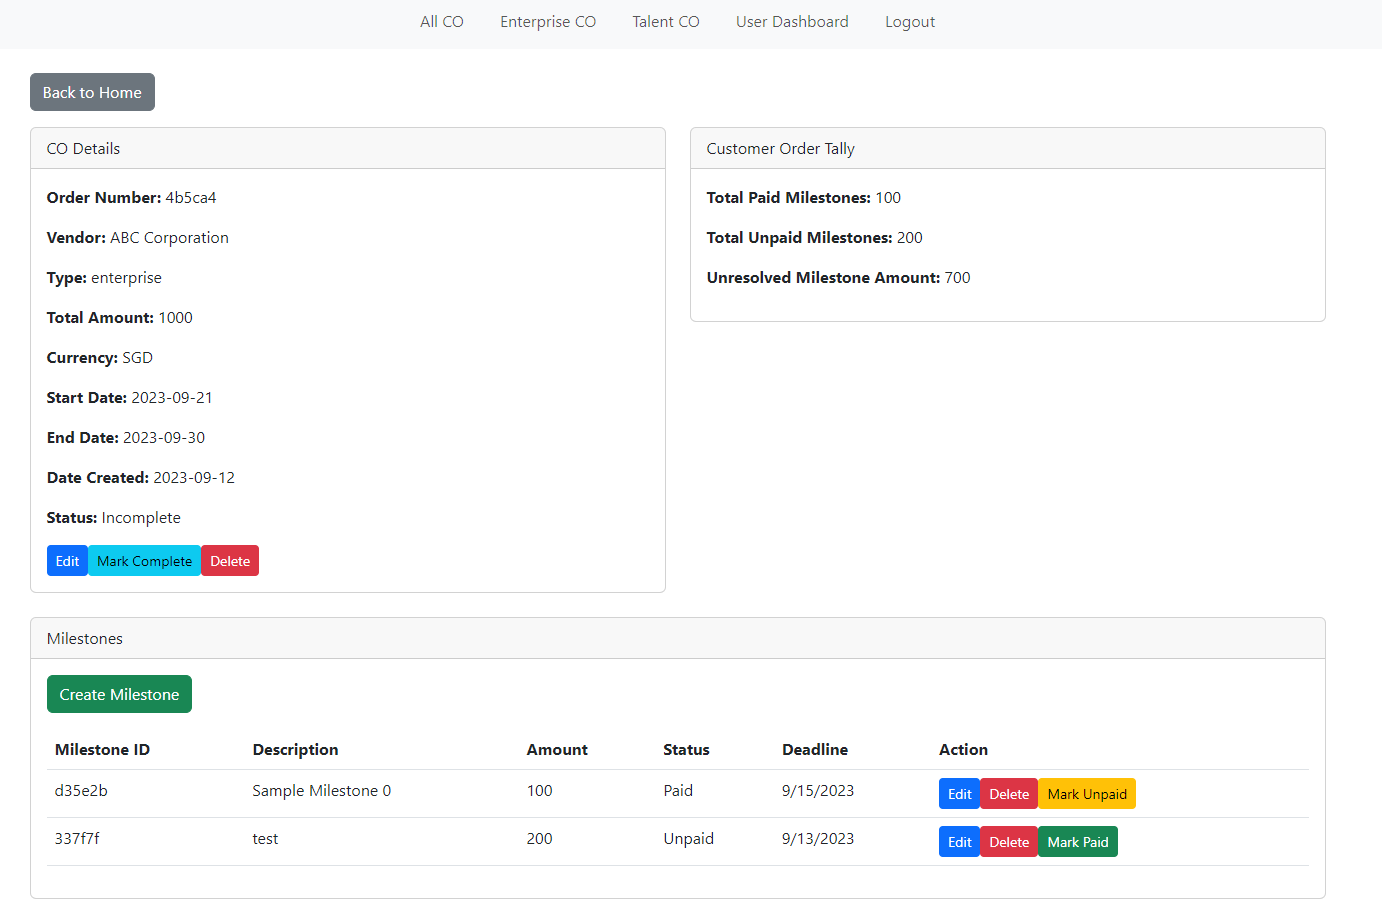 All CO Enterprise CO Talent CO User Dashboard Logout
Back to Home
CO Details
Order Number: 4b5ca4
Vendor: ABC Corporation
Type: enterprise
Total Amount: 1000
Currency: SGD
Start Date: 2023-09-21
End Date: 2023-09-30
Date Created: 2023-09-12
Status: Incomplete
Edit Mark Complete Delete
Customer Order Tally
Total Paid Milestones: 100
Total Unpaid Milestones: 200
Unresolved Milestone Amount: 700
Milestones
Create Milestone
Milestone ID Description Amount Status Deadline Action
d35e2b Sample Milestone 0 100 Paid 9/15/2023 Edit Delete Mark Unpaid
337f7f test 200 Unpaid 9/13/2023 Edit Delete Mark Paid